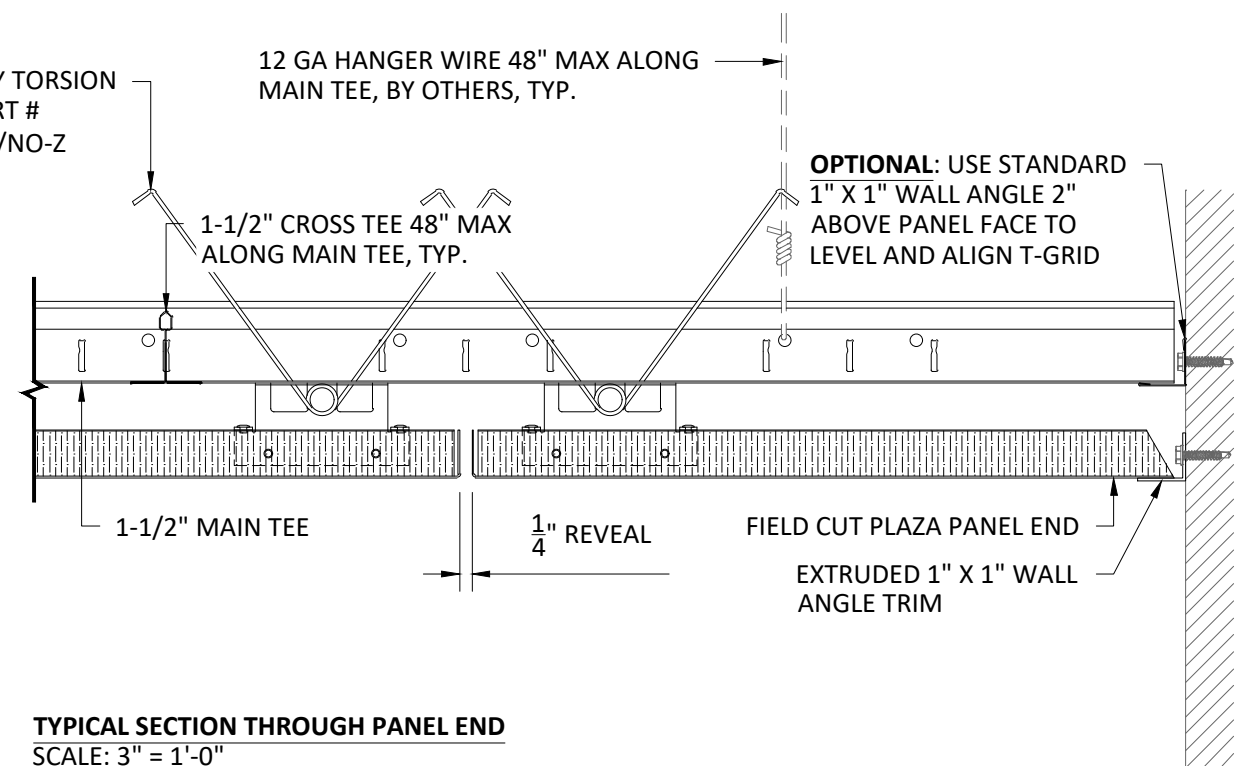 TORSION
RT #
/NO-Z
12 GA HANGER WIRE 48" MAX ALONG
MAIN TEE, BY OTHERS, TYP.
OPTIONAL: USE STANDARD
1" X 1" WALL ANGLE 2"
ABOVE PANEL FACE TO
LEVEL AND ALIGN T-GRID
1-1/2" CROSS TEE 48" MAX
ALONG MAIN TEE, TYP.
1-1/2" MAIN TEE
1/4" REVEAL
FIELD CUT PLAZA PANEL END
EXTRUDED 1" X 1" WALL
ANGLE TRIM
TYPICAL SECTION THROUGH PANEL END
SCALE: 3" = 1'-0"